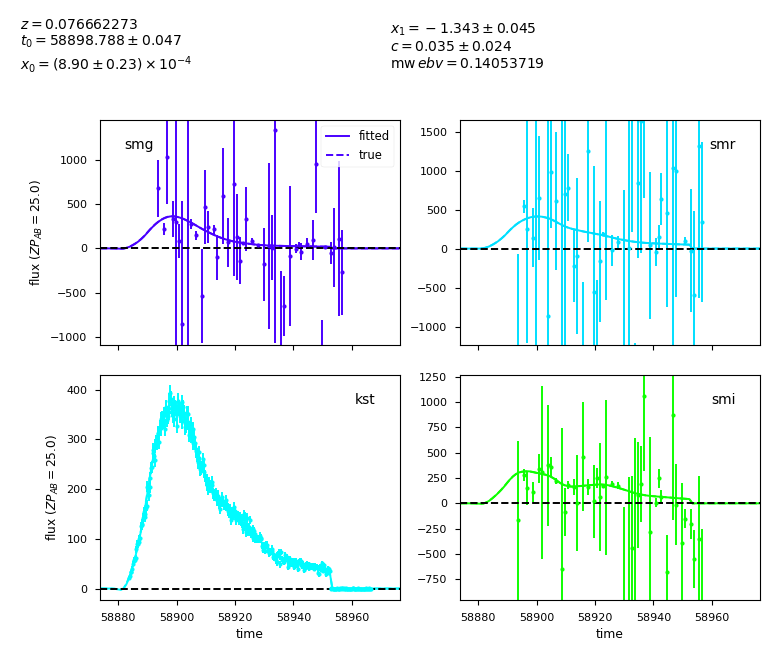 z = 0.076662273
t₀ = 58898.788 ± 0.047
x₀ = (8.90 ± 0.23) × 10⁻⁴
x₁ = −1.343 ± 0.045
c = 0.035 ± 0.024
mw ebv = 0.14053719
smg
fitted
true
1000
500
0
−500
−1000
flux (ZP_AB = 25.0)
smr
1500
1000
500
0
−500
−1000
kst
400
300
200
100
0
flux (ZP_AB = 25.0)
58880 58900 58920 58940 58960
time
smi
1250
1000
750
500
250
0
−250
−500
−750
58880 58900 58920 58940 58960
time